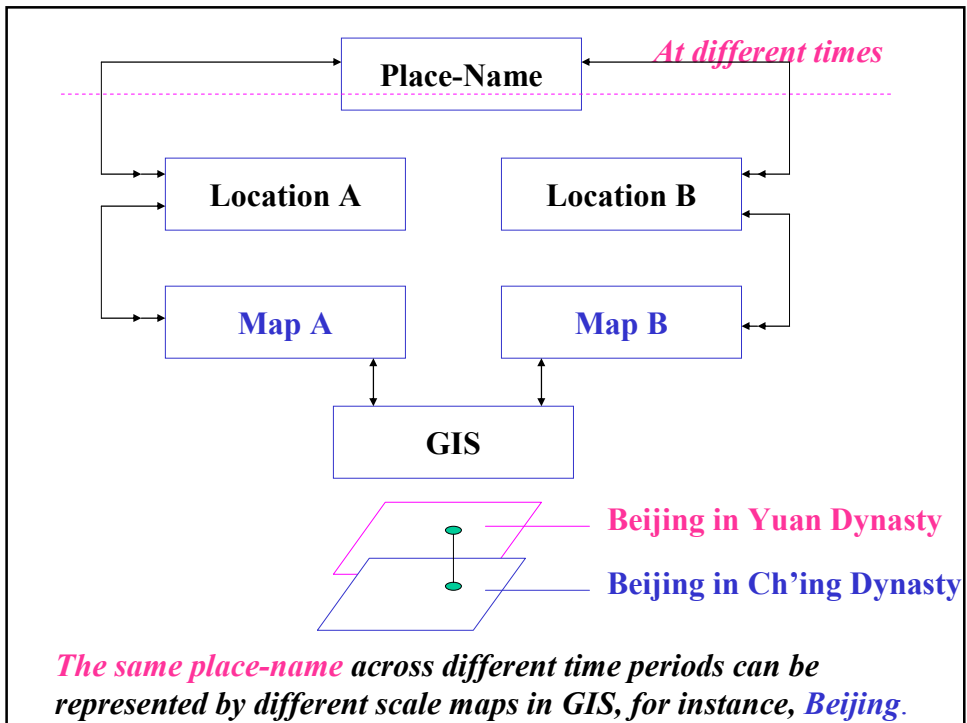 At different times
Place-Name
Location A
Location B
Map A
Map B
GIS
Beijing in Yuan Dynasty
Beijing in Ch’ing Dynasty
The same place-name across different time periods can be
represented by different scale maps in GIS, for instance, Beijing.